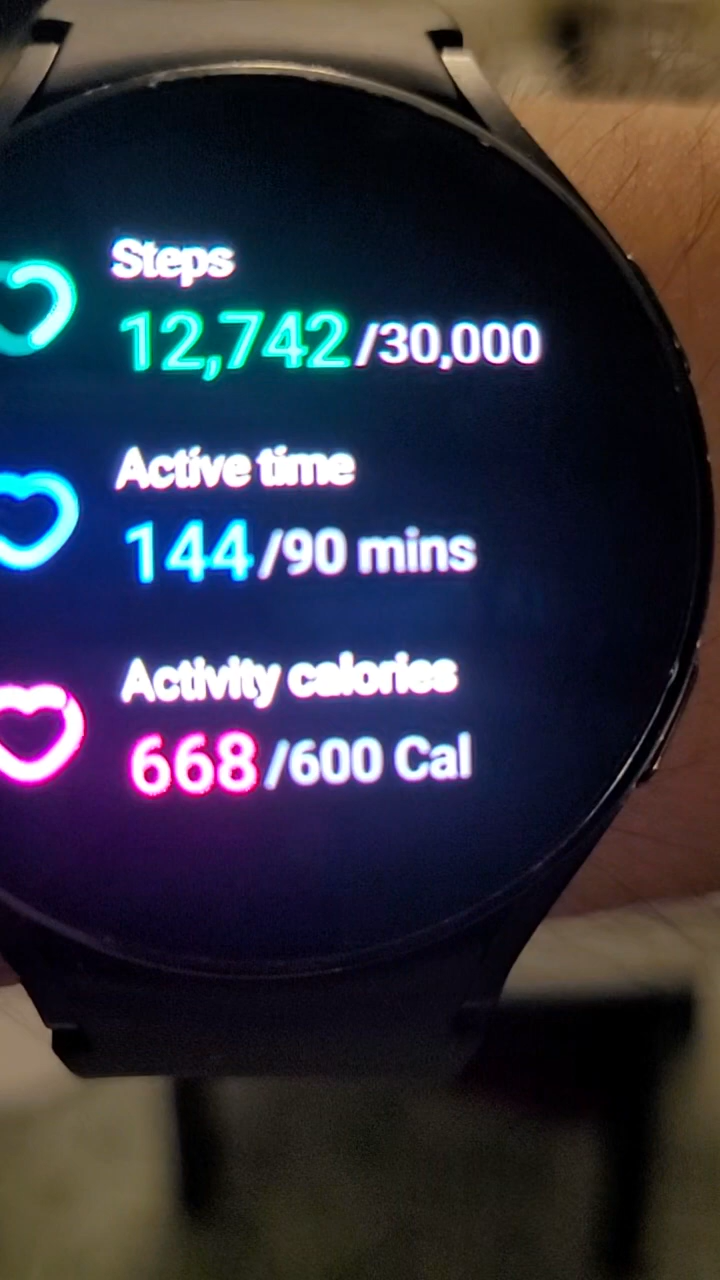 Steps
12,742/30,000
Active time
144/90 mins
Activity calories
668/600 Cal